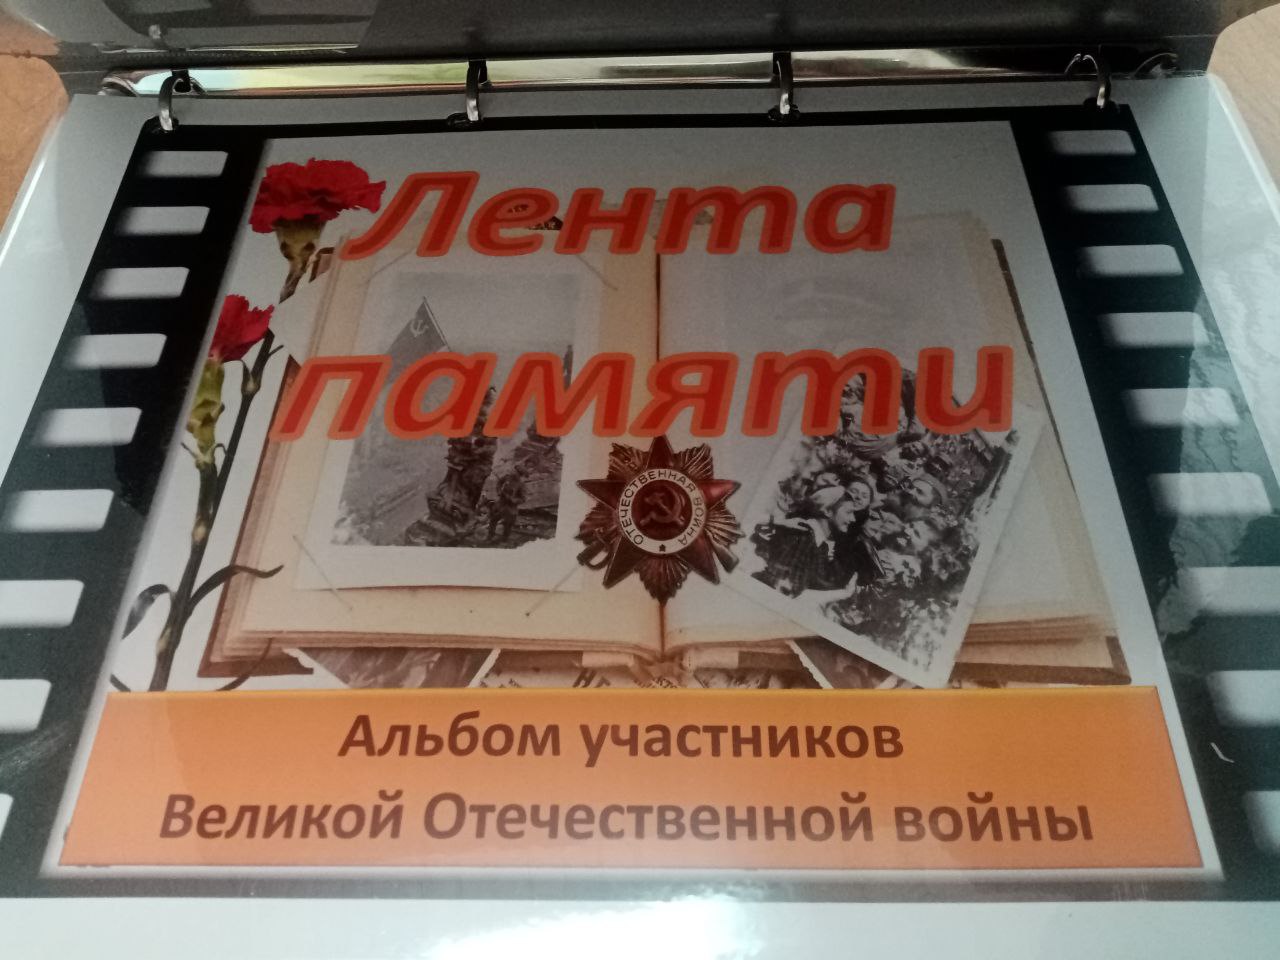 Лента
памяти
ОТЕЧЕСТВЕННАЯ ВОЙНА
Альбом участников
Великой Отечественной войны